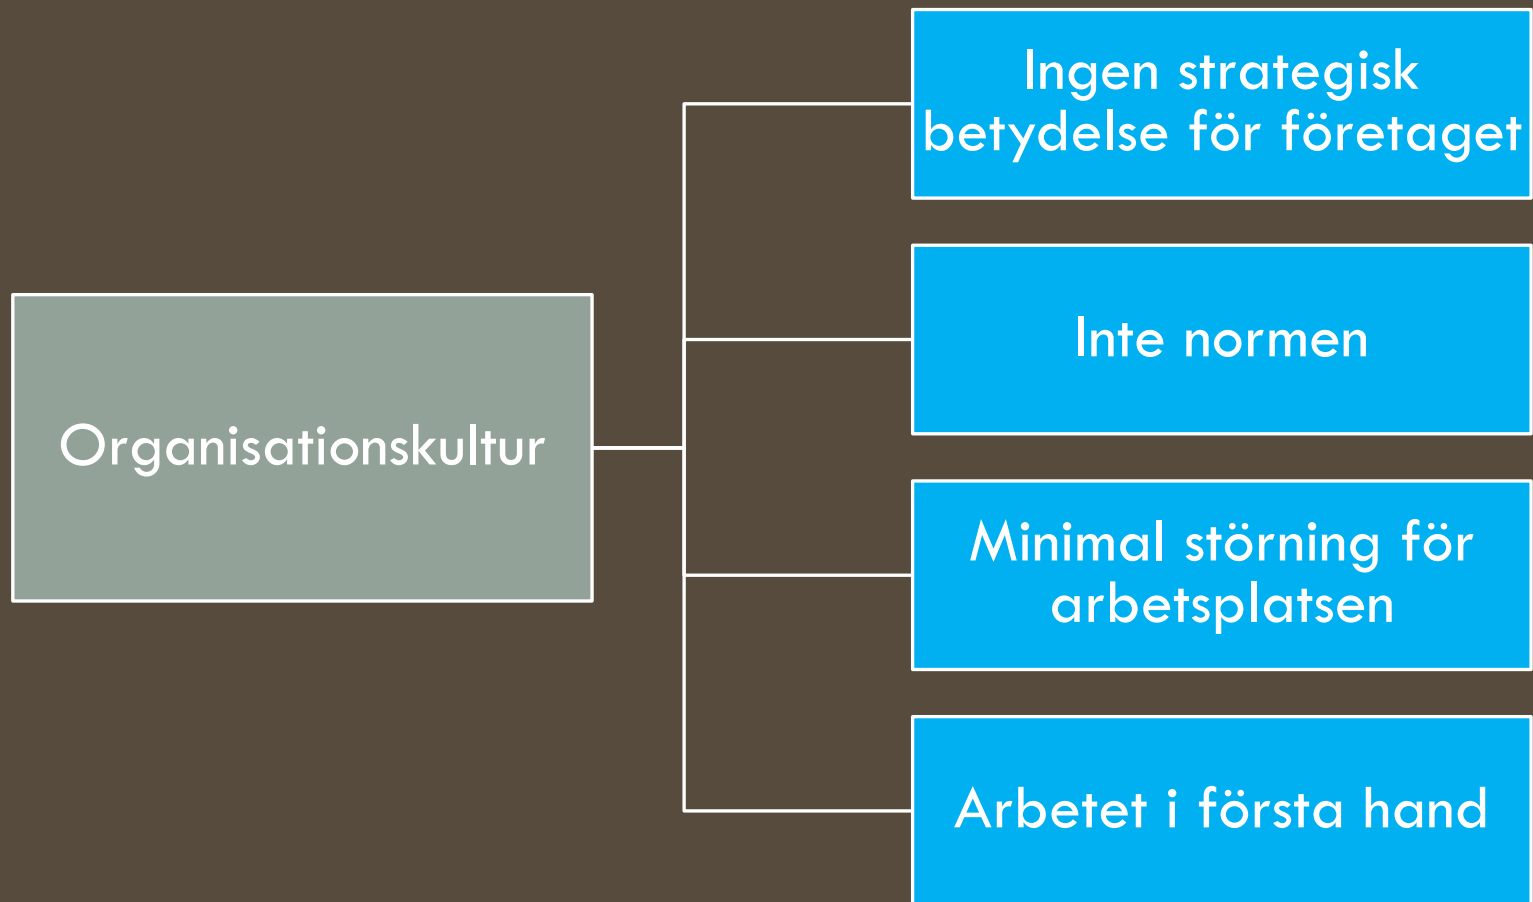 Organisationskultur
Ingen strategisk
betydelse för företaget
Inte normen
Minimal störning för
arbetsplatsen
Arbetet i första hand